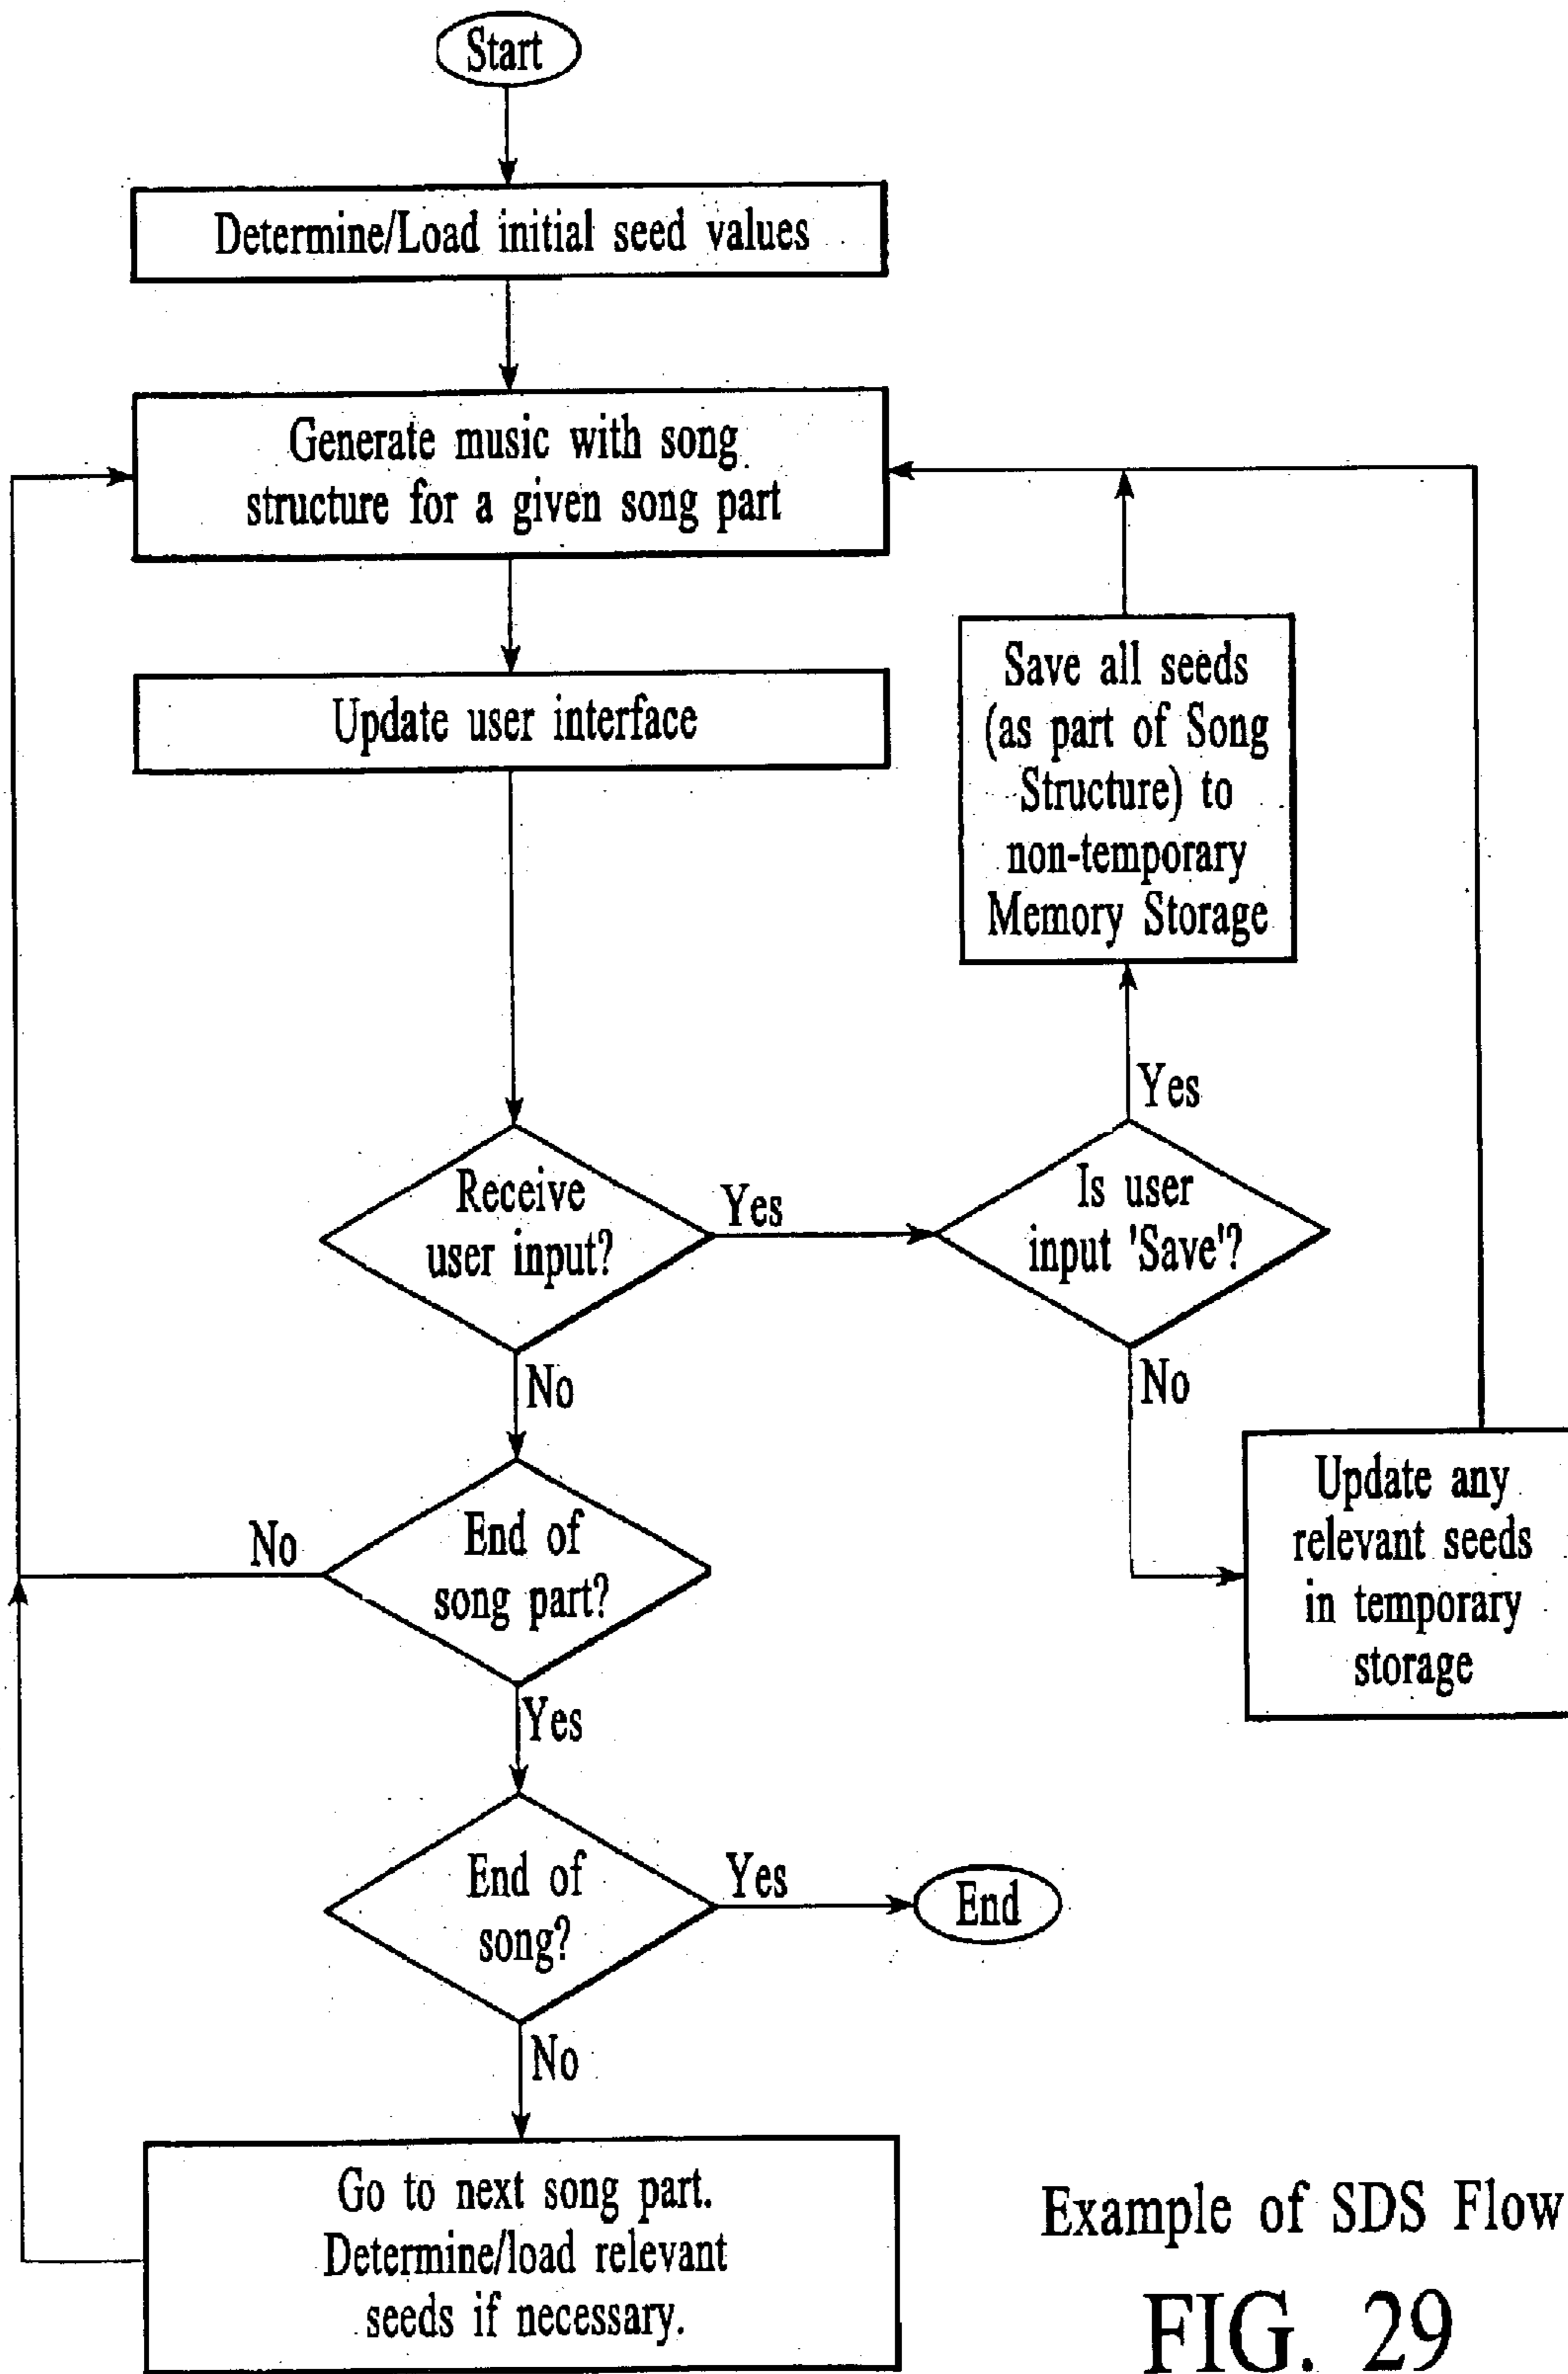 Start
Determine/Load initial seed values
Generate music with song
structure for a given song part
Update user interface
Save all seeds
(as part of Song
Structure) to
non-temporary
Memory Storage
Yes
Receive
user input?
Yes
Is user
input 'Save'?
No
No
End of
song part?
No
Update any
relevant seeds
in temporary
storage
Yes
End of
song?
Yes
End
No
Go to next song part.
Determine/load relevant
seeds if necessary.
Example of SDS Flow
FIG. 29